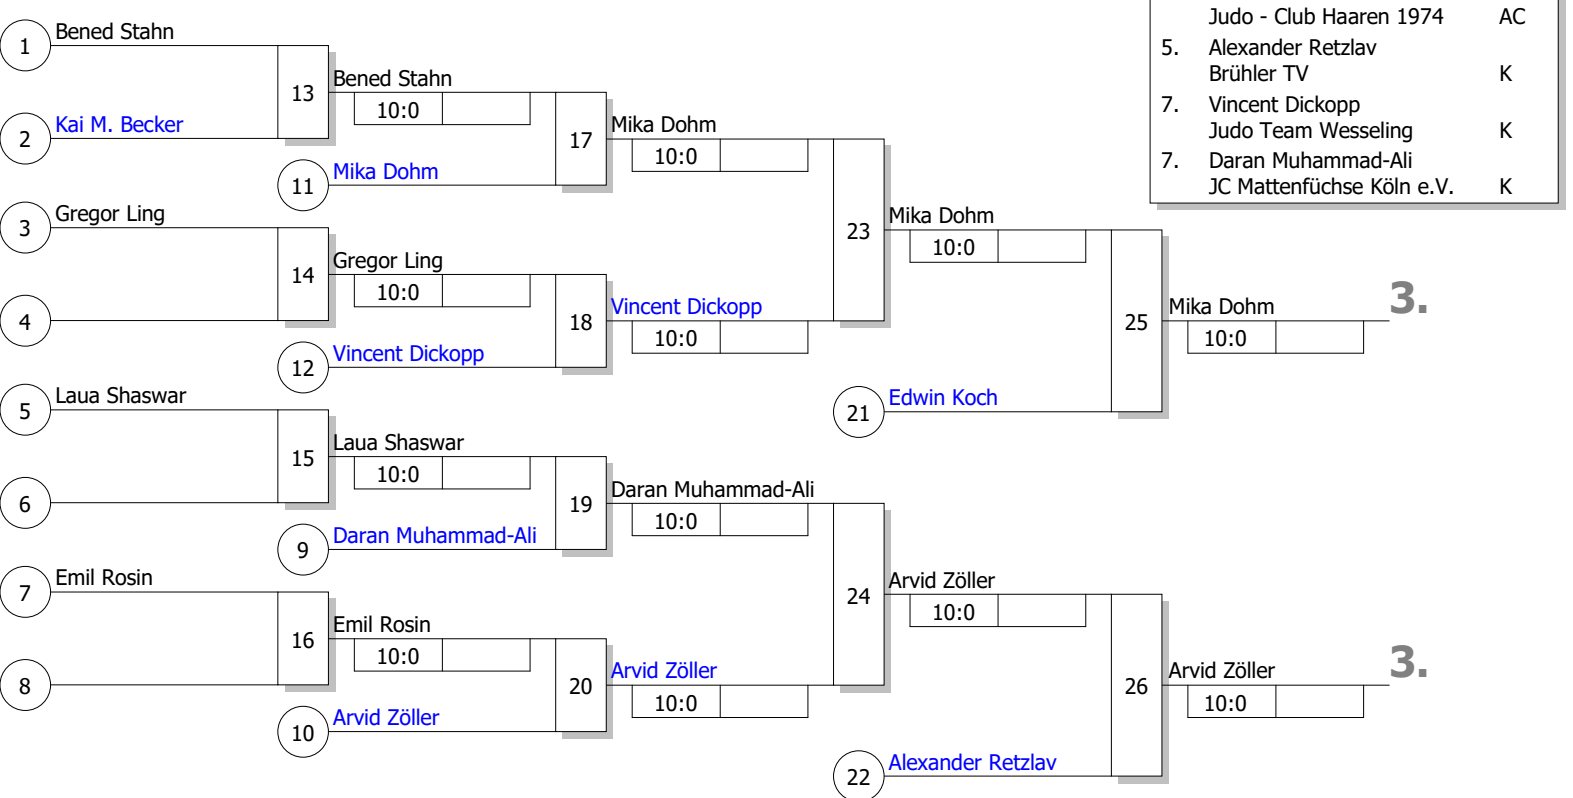 Judo - Club Haaren 1974 AC
5. Alexander Retzlav
Brühler TV K
7. Vincent Dickopp
Judo Team Wesseling K
7. Daran Muhammad-Ali
JC Mattenfüchse Köln e.V. K
1 Bened Stahn
13 Bened Stahn
10:0
2 Kai M. Becker
17 Mika Dohm
10:0
11 Mika Dohm
3 Gregor Ling
23 Mika Dohm
10:0
14 Gregor Ling
10:0
4
18 Vincent Dickopp
10:0
12 Vincent Dickopp
25 Mika Dohm 3.
10:0
5 Laua Shaswar
21 Edwin Koch
15 Laua Shaswar
10:0
6
19 Daran Muhammad-Ali
10:0
9 Daran Muhammad-Ali
7 Emil Rosin
24 Arvid Zöller
10:0
16 Emil Rosin
10:0
8
20 Arvid Zöller
10:0
10 Arvid Zöller
26 Arvid Zöller 3.
10:0
22 Alexander Retzlav